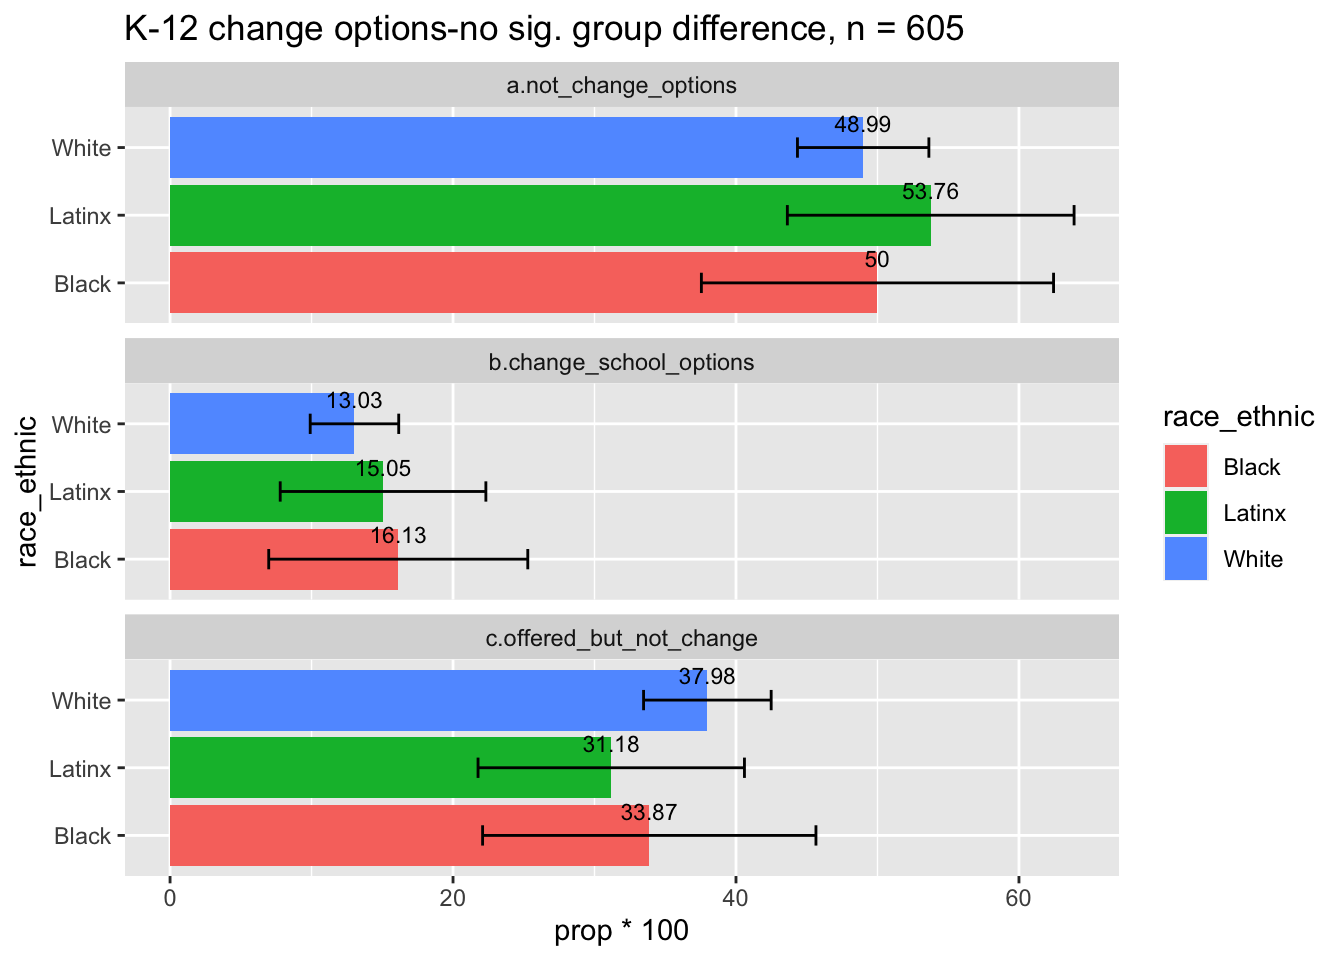 K-12 change options-no sig. group difference, n = 605
a.not_change_options
White
48.99
Latinx
53.76
Black
50
b.change_school_options
White
13.03
Latinx
15.05
Black
16.13
c.offered_but_not_change
White
37.98
Latinx
31.18
Black
33.87
0 20 40 60
prop * 100
race_ethnic
race_ethnic
Black
Latinx
White